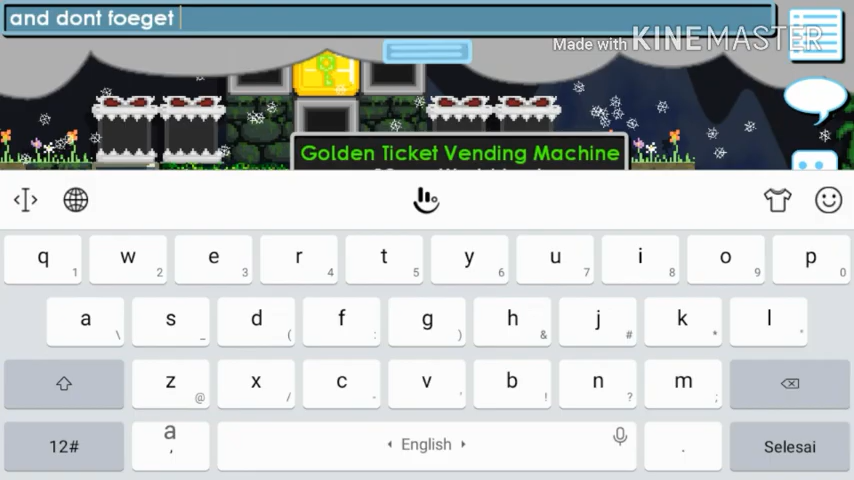 and dont foeget
Made with KINEMASTER
Golden Ticket Vending Machine
q 1 w 2 e 3 r 4 t 5 y 6 u 7 i 8 o 9 p 0
a \ s _ d ( f : g ) h & j # k * l "
z @ x / c - v ' b ! n ? m ;
12# a , English . Selesai